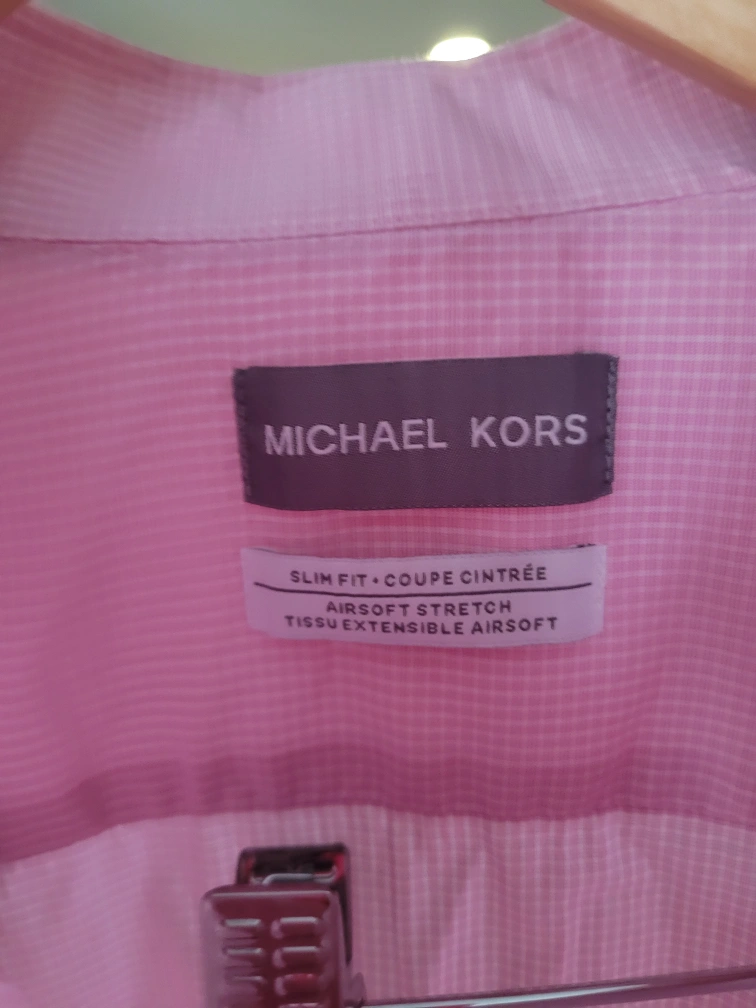 MICHAEL KORS
SLIM FIT • COUPE CINTRÉE
AIRSOFT STRETCH
TISSU EXTENSIBLE AIRSOFT